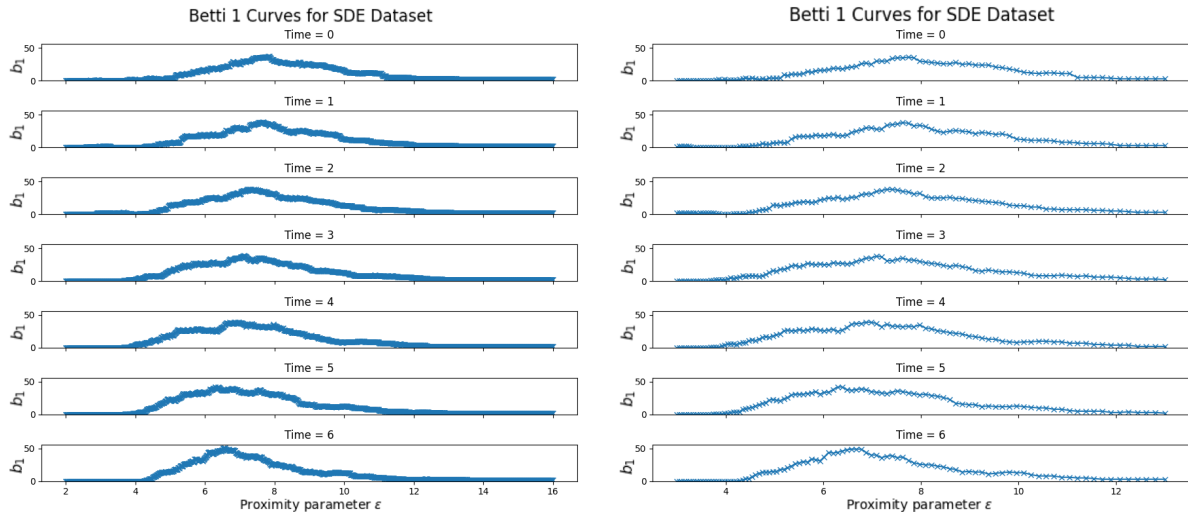 Betti 1 Curves for SDE Dataset
Time = 0
50
0
b₁
Time = 1
50
0
b₁
Time = 2
50
0
b₁
Time = 3
50
0
b₁
Time = 4
50
0
b₁
Time = 5
50
0
b₁
Time = 6
50
0
b₁
2 4 6 8 10 12 14 16
Proximity parameter ε
Betti 1 Curves for SDE Dataset
Time = 0
50
0
b₁
Time = 1
50
0
b₁
Time = 2
50
0
b₁
Time = 3
50
0
b₁
Time = 4
50
0
b₁
Time = 5
50
0
b₁
Time = 6
50
0
b₁
4 6 8 10 12
Proximity parameter ε